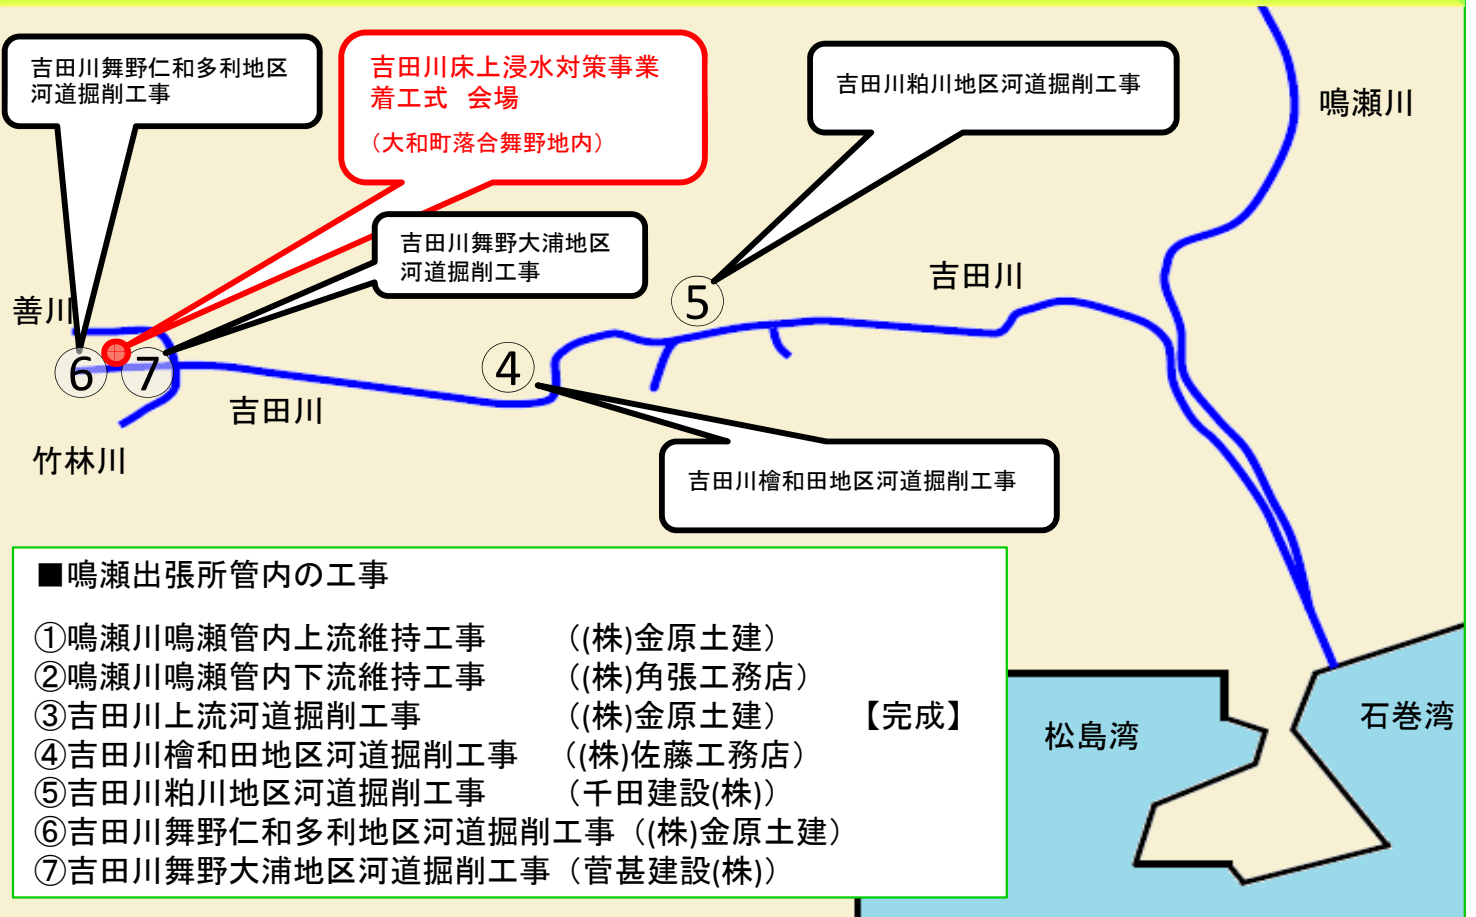 吉田川舞野仁和多利地区
河道掘削工事
吉田川床上浸水対策事業
着工式 会場
（大和町落合舞野地内）
吉田川粕川地区河道掘削工事
鳴瀬川
吉田川舞野大浦地区
河道掘削工事
吉田川
善川
⑤
④
⑥
⑦
吉田川
竹林川
吉田川檜和田地区河道掘削工事
■鳴瀬出張所管内の工事
①鳴瀬川鳴瀬管内上流維持工事 （(株)金原土建）
②鳴瀬川鳴瀬管内下流維持工事 （(株)角張工務店）
③吉田川上流河道掘削工事 （(株)金原土建） 【完成】
④吉田川檜和田地区河道掘削工事 （(株)佐藤工務店）
⑤吉田川粕川地区河道掘削工事 （千田建設(株)）
⑥吉田川舞野仁和多利地区河道掘削工事（(株)金原土建）
⑦吉田川舞野大浦地区河道掘削工事（菅甚建設(株)）
松島湾
石巻湾